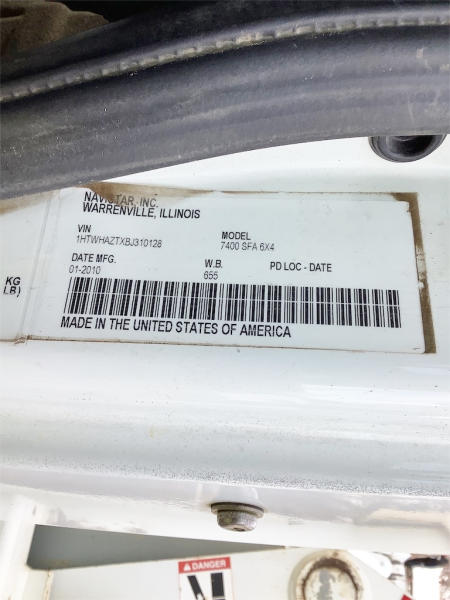 NAVISTAR, INC.
WARRENVILLE, ILLINOIS
VIN
1HTWHAZTXBJ310128
MODEL
7400 SFA 6X4
DATE MFG.
01-2010
W.B.
655
PD LOC - DATE
KG
LB)
MADE IN THE UNITED STATES OF AMERICA
DANGER